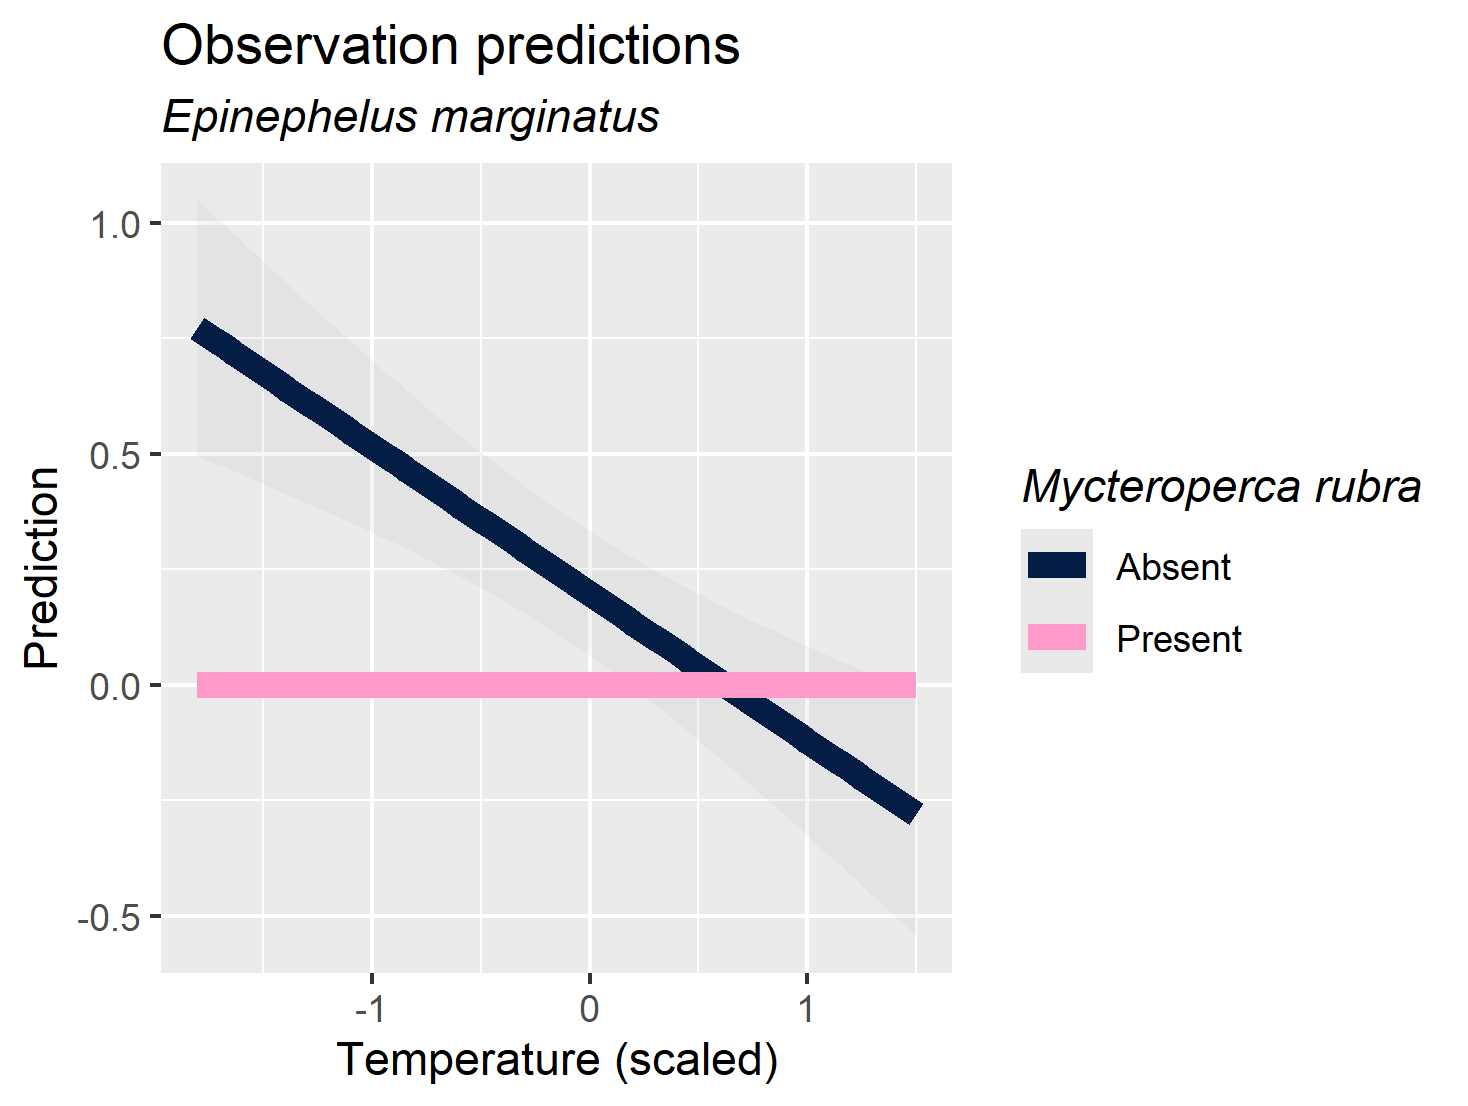 Observation predictions
Epinephelus marginatus
1.0
0.5
0.0
-0.5
Prediction
-1
0
1
Temperature (scaled)
Mycteroperca rubra
Absent
Present